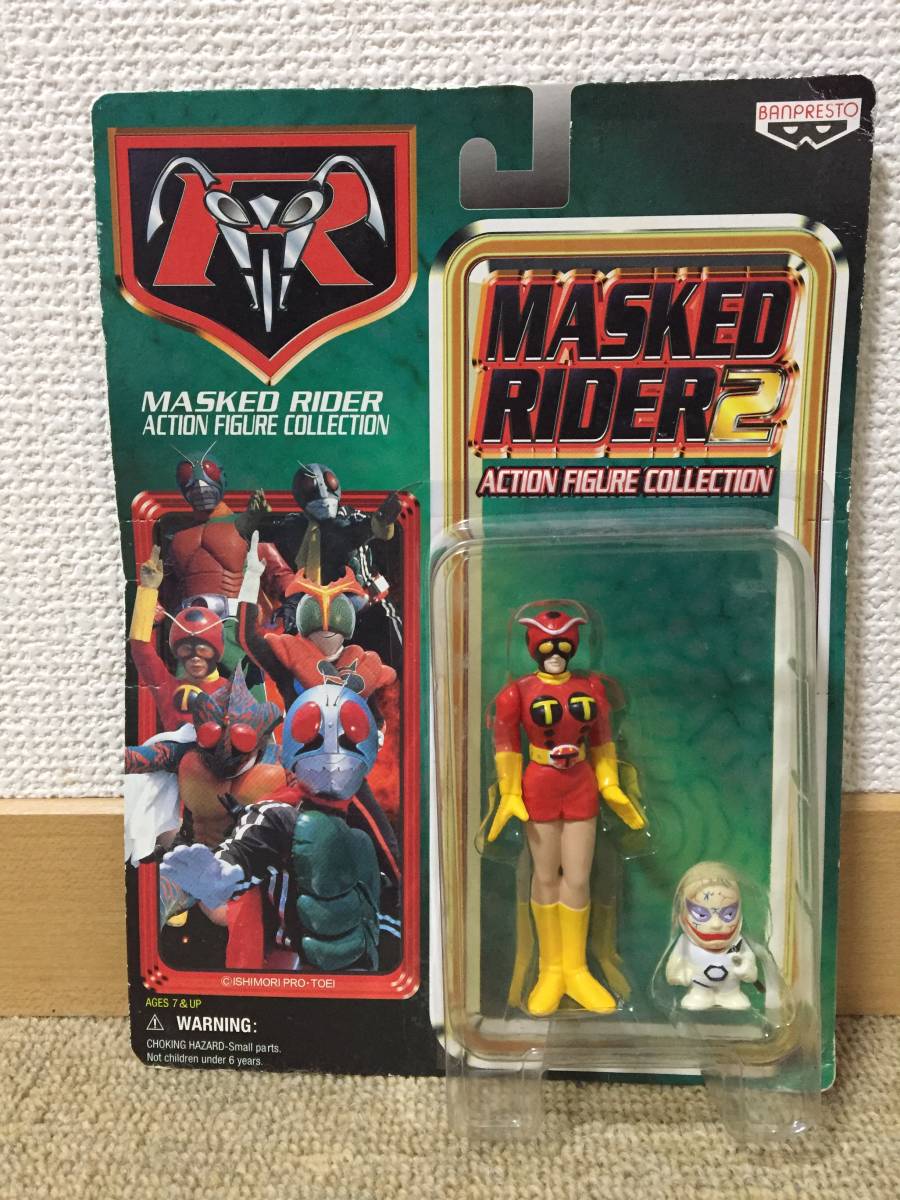 BANPRESTO
R
MASKED RIDER
ACTION FIGURE COLLECTION
MASKED
RIDER2
ACTION FIGURE COLLECTION
T T
T
T
©ISHIMORI PRO・TOEI
AGES 7 & UP
WARNING:
CHOKING HAZARD-Small parts.
Not children under 6 years.